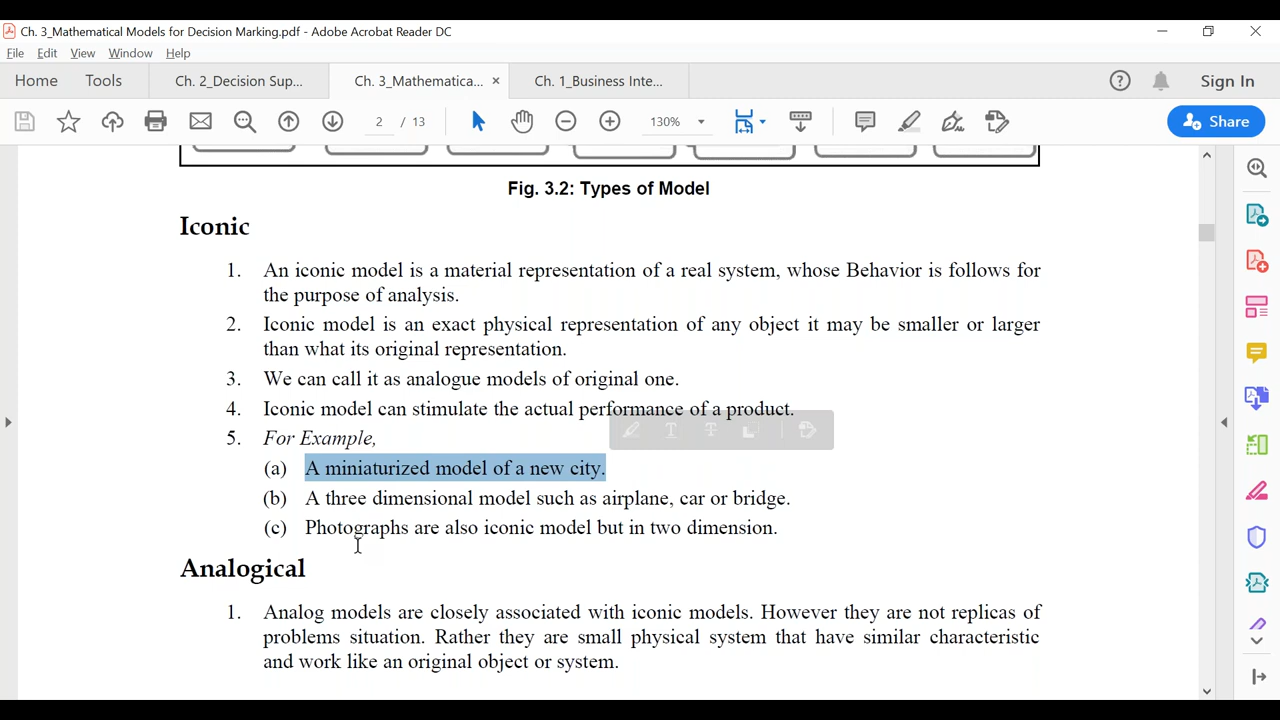 Ch. 3_Mathematical Models for Decision Marking.pdf - Adobe Acrobat Reader DC
File Edit View Window Help
Home Tools Ch. 2_Decision Sup... Ch. 3_Mathematica... × Ch. 1_Business Inte... Sign In
2 / 13 130% Share
Fig. 3.2: Types of Model
Iconic
1. An iconic model is a material representation of a real system, whose Behavior is follows for
the purpose of analysis.
2. Iconic model is an exact physical representation of any object it may be smaller or larger
than what its original representation.
3. We can call it as analogue models of original one.
4. Iconic model can stimulate the actual performance of a product.
5. For Example,
(a) A miniaturized model of a new city.
(b) A three dimensional model such as airplane, car or bridge.
(c) Photographs are also iconic model but in two dimension.
Analogical
1. Analog models are closely associated with iconic models. However they are not replicas of
problems situation. Rather they are small physical system that have similar characteristic
and work like an original object or system.